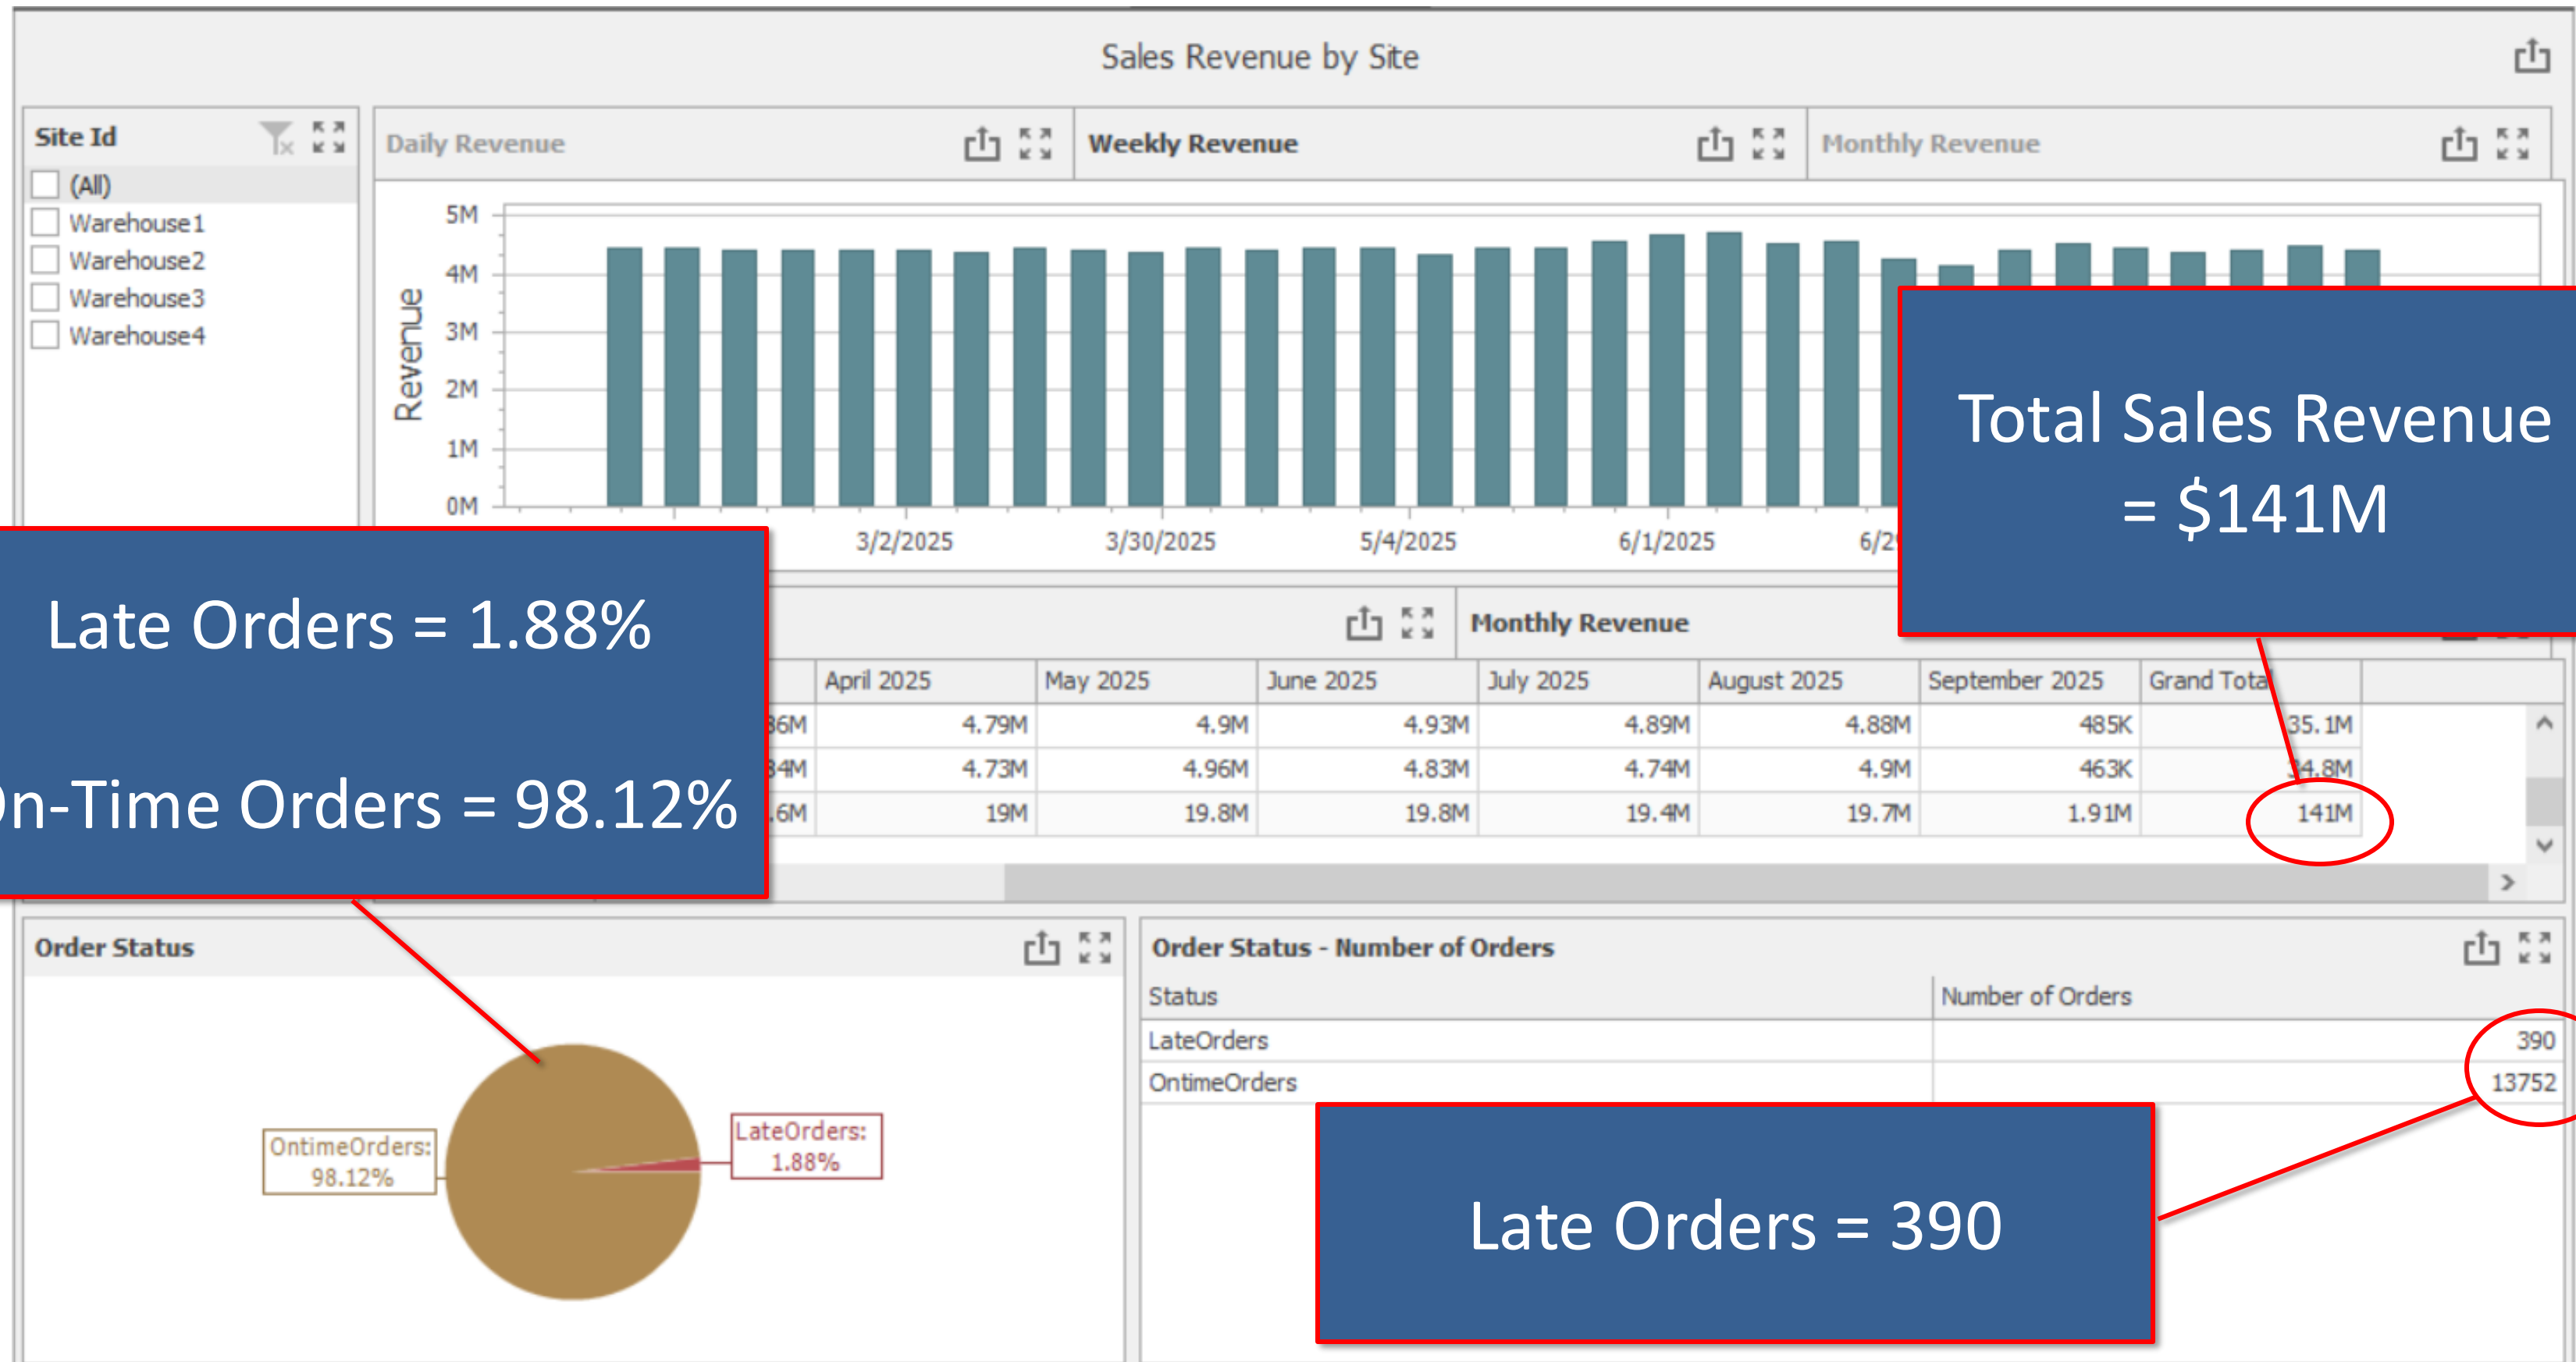 Sales Revenue by Site
Site Id
(All)
Warehouse1
Warehouse2
Warehouse3
Warehouse4
Daily Revenue
Weekly Revenue
Monthly Revenue
Revenue
5M
4M
3M
2M
1M
0M
3/2/2025
3/30/2025
5/4/2025
6/1/2025
Total Sales Revenue
= $141M
Late Orders = 1.88%
On-Time Orders = 98.12%
Monthly Revenue
April 2025 May 2025 June 2025 July 2025 August 2025 September 2025 Grand Total
4.79M 4.9M 4.93M 4.89M 4.88M 485K 35.1M
4.73M 4.96M 4.83M 4.74M 4.9M 463K 34.8M
19M 19.8M 19.8M 19.4M 19.7M 1.91M 141M
Order Status
OntimeOrders:
98.12%
LateOrders:
1.88%
Order Status - Number of Orders
Status Number of Orders
LateOrders 390
OntimeOrders 13752
Late Orders = 390